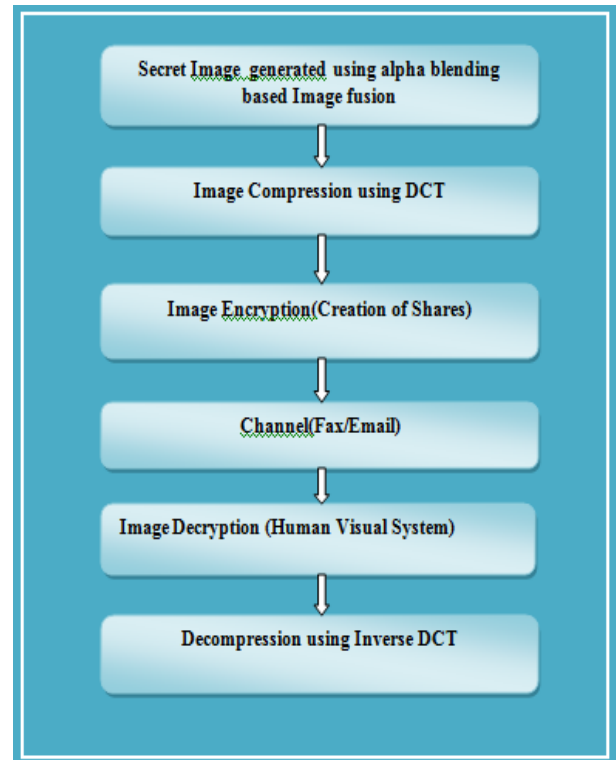 Secret Image generated using alpha blending
based Image fusion
Image Compression using DCT
Image Encryption(Creation of Shares)
Channel(Fax/Email)
Image Decryption (Human Visual System)
Decompression using Inverse DCT